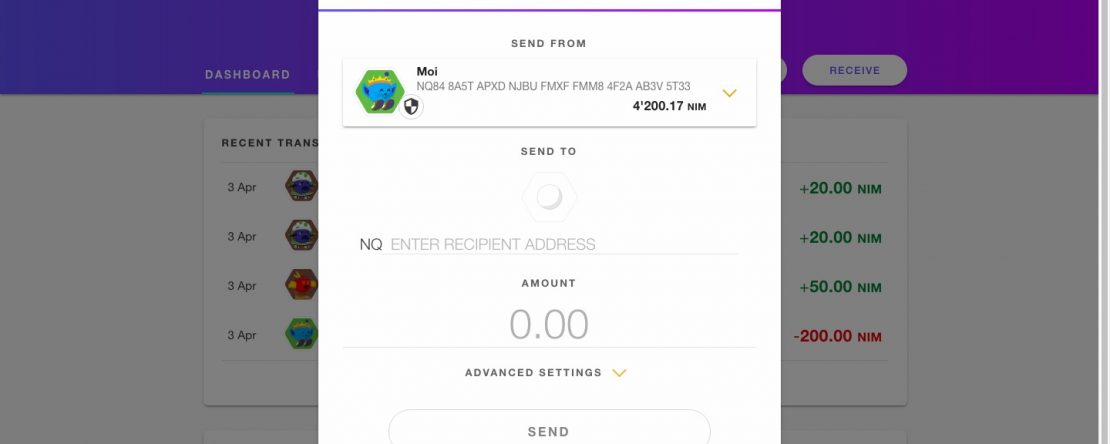 SEND FROM
DASHBOARD
RECEIVE
Moi
NQ84 8A5T APXD NJBU FMXF FMM8 4F2A AB3V 5T33
4'200.17 NIM
RECENT TRANS
SEND TO
3 Apr
+20.00 NIM
3 Apr
+20.00 NIM
NQ ENTER RECIPIENT ADDRESS
3 Apr
+50.00 NIM
AMOUNT
0.00
3 Apr
-200.00 NIM
ADVANCED SETTINGS
SEND